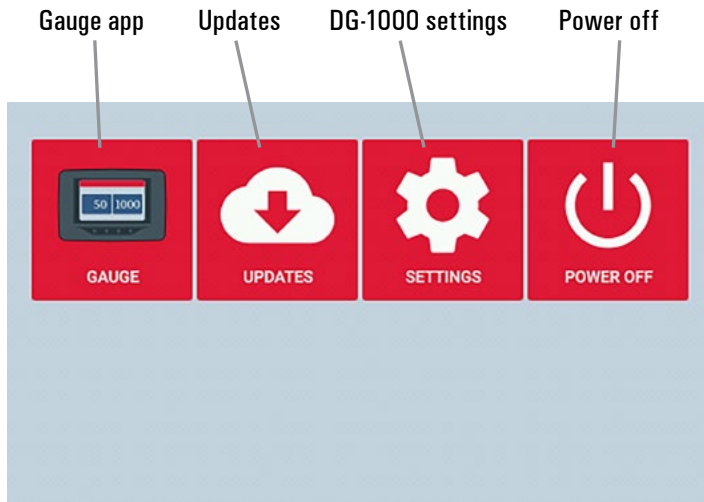 Gauge app Updates DG-1000 settings Power off
50 1000
GAUGE UPDATES SETTINGS POWER OFF